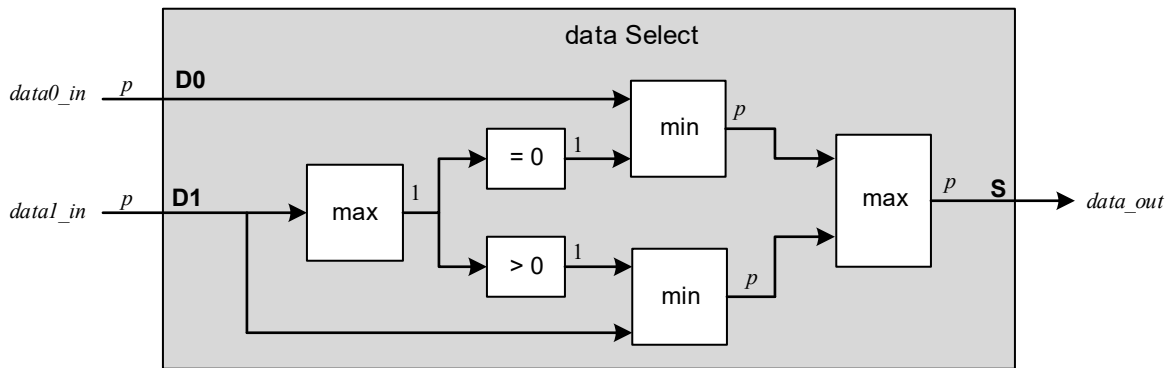 data Select
data0_in
p
D0
min
p
= 0
1
max
p
S
data_out
data1_in
p
D1
max
1
> 0
1
min
p